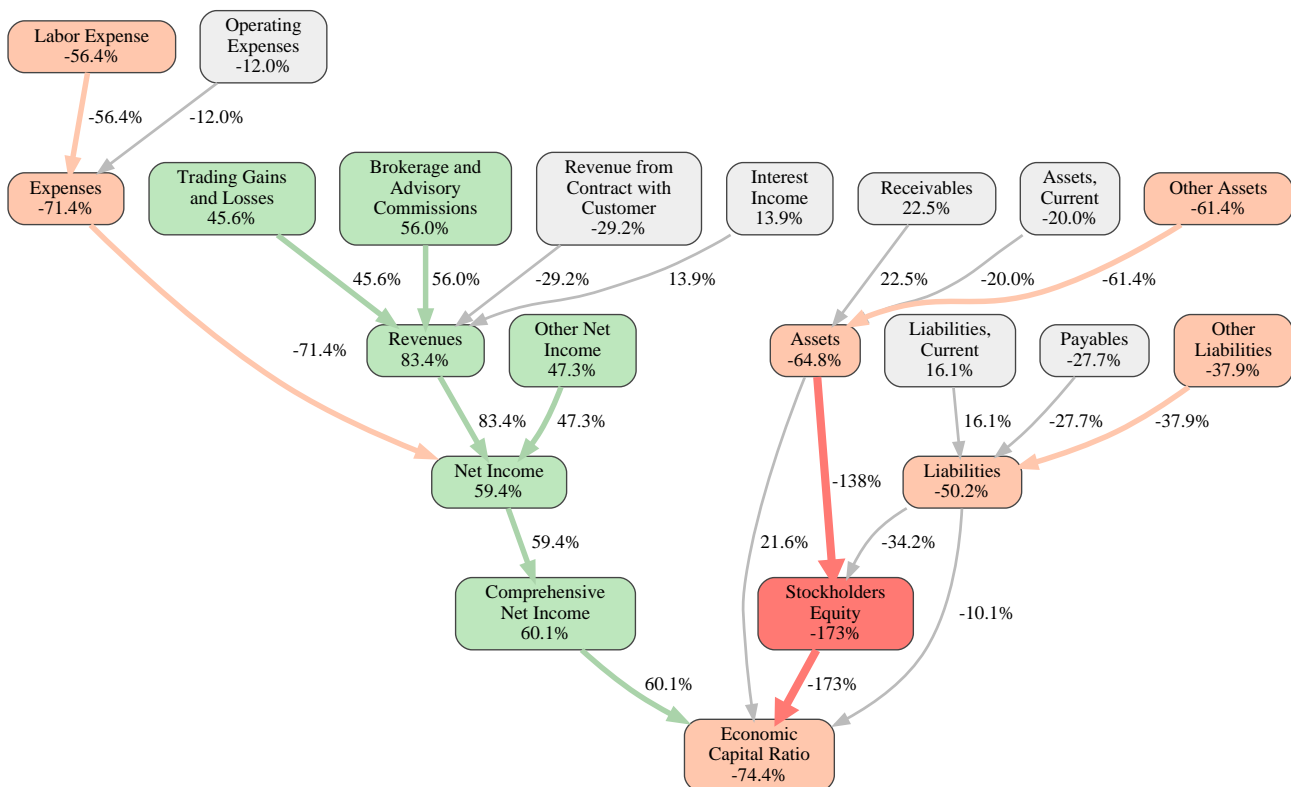 Labor Expense
-56.4%
Operating
Expenses
-12.0%
-56.4%
-12.0%
Expenses
-71.4%
Trading Gains
and Losses
45.6%
Brokerage and
Advisory
Commissions
56.0%
Revenue from
Contract with
Customer
-29.2%
Interest
Income
13.9%
Receivables
22.5%
Assets,
Current
-20.0%
Other Assets
-61.4%
45.6%
56.0%
-29.2%
13.9%
22.5%
-20.0%
-61.4%
-71.4%
Revenues
83.4%
Other Net
Income
47.3%
Assets
-64.8%
Liabilities,
Current
16.1%
Payables
-27.7%
Other
Liabilities
-37.9%
83.4%
47.3%
16.1%
-27.7%
-37.9%
Net Income
59.4%
-138%
Liabilities
-50.2%
59.4%
21.6%
-34.2%
-10.1%
Comprehensive
Net Income
60.1%
Stockholders
Equity
-173%
60.1%
-173%
Economic
Capital Ratio
-74.4%